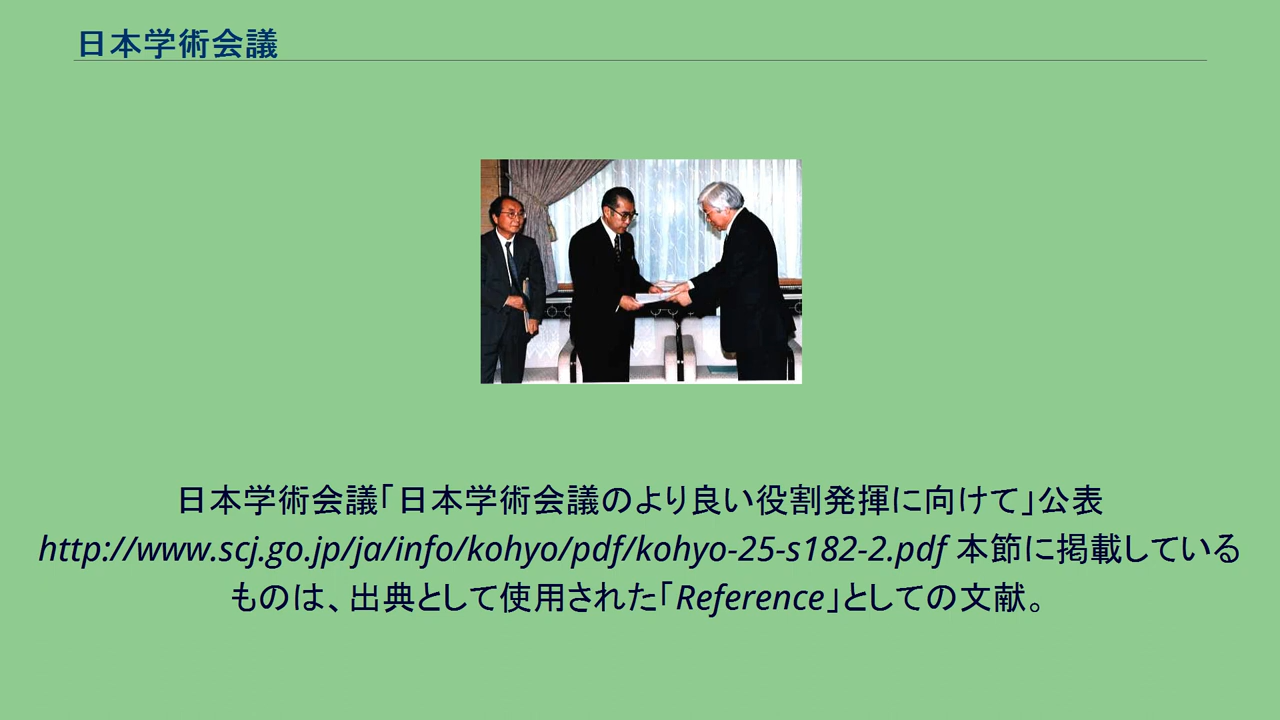 日本学術会議
日本学術会議「日本学術会議のより良い役割発揮に向けて」公表
http://www.scj.go.jp/ja/info/kohyo/pdf/kohyo-25-s182-2.pdf 本節に掲載している
ものは、出典として使用された「Reference」としての文献。